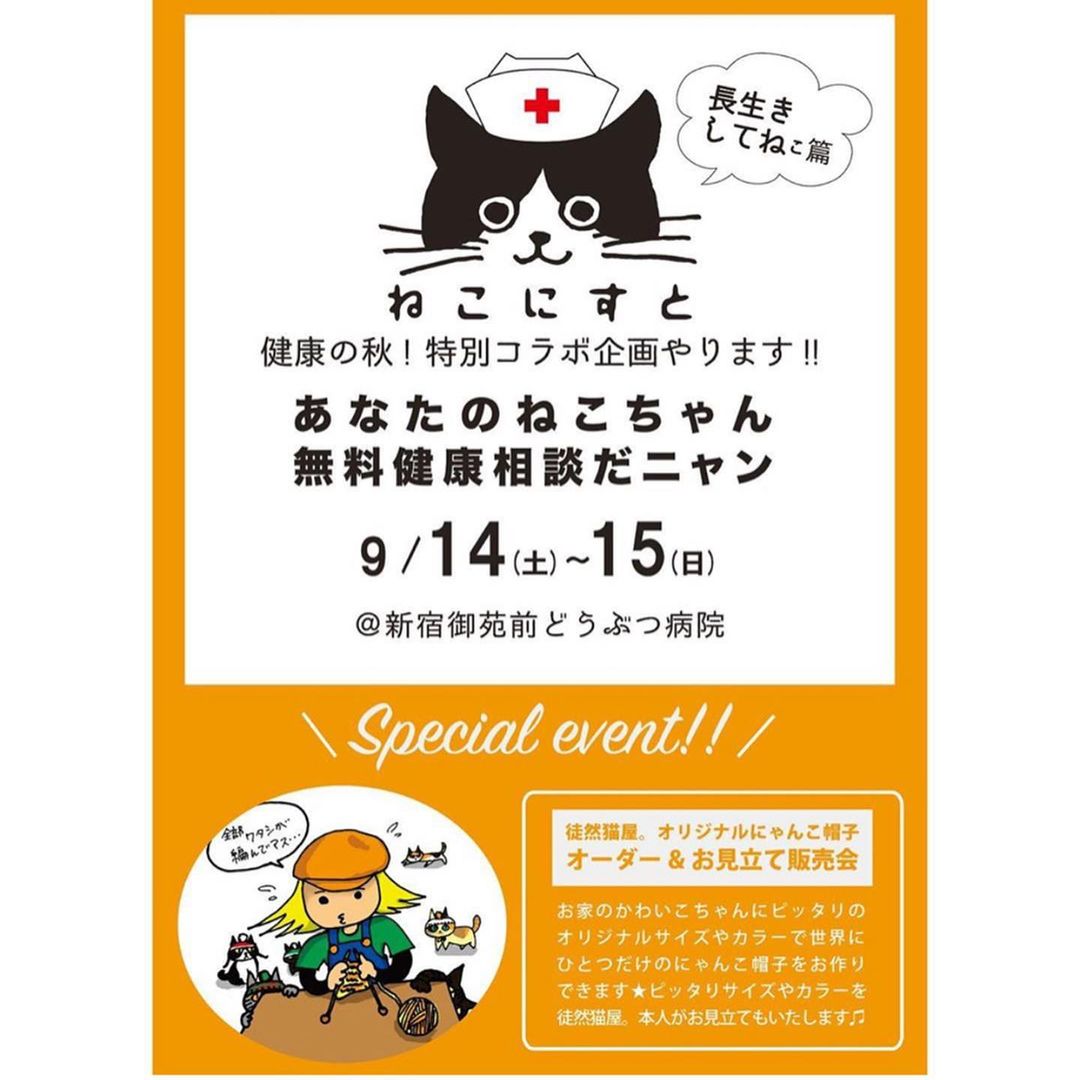 長生き
してねこ篇
ねこにすと
健康の秋！特別コラボ企画やります!!
あなたのねこちゃん
無料健康相談だニャン
9/14(土)～15(日)
@新宿御苑前どうぶつ病院
\ Special event!! /
全部ワタシが
編んでマス…
徒然猫屋。オリジナルにゃんこ帽子
オーダー&お見立て販売会
お家のかわいこちゃんにピッタリの
オリジナルサイズやカラーで世界に
ひとつだけのにゃんこ帽子をお作り
できます★ピッタリサイズやカラーを
徒然猫屋。本人がお見立てもいたします♫